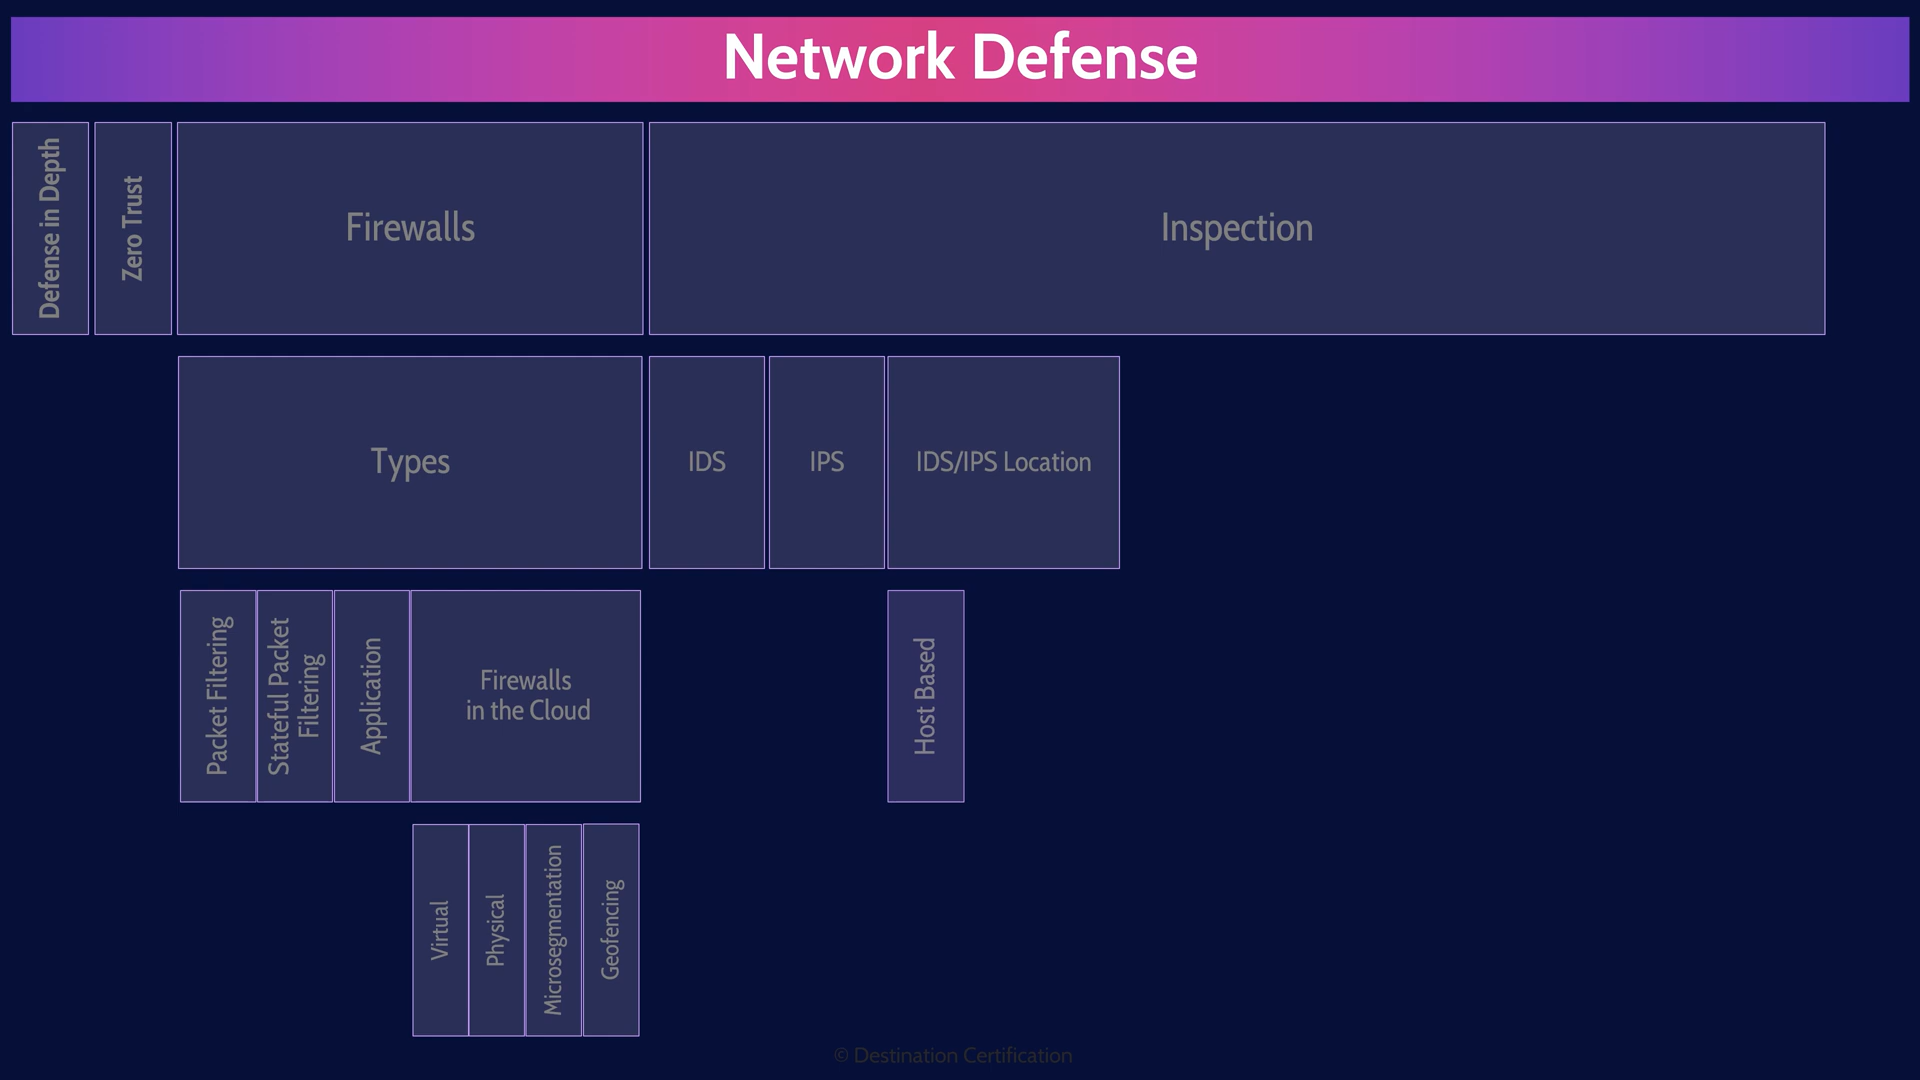 Network Defense
Defense in Depth
Zero Trust
Firewalls
Inspection
Types
IDS
IPS
IDS/IPS Location
Packet Filtering
Stateful Packet
Filtering
Application
Firewalls
in the Cloud
Host Based
Virtual
Physical
Microsegmentation
Geofencing
© Destination Certification